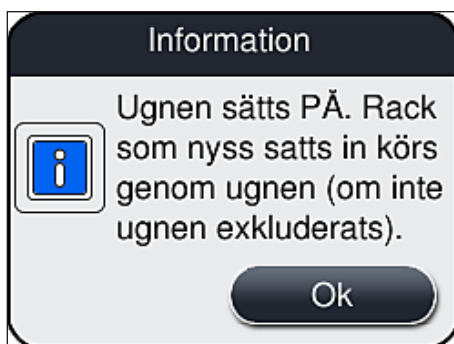 Information
Ugnen sätts PÅ. Rack
som nyss satts in körs
genom ugnen (om inte
ugnen exkluderats).
Ok